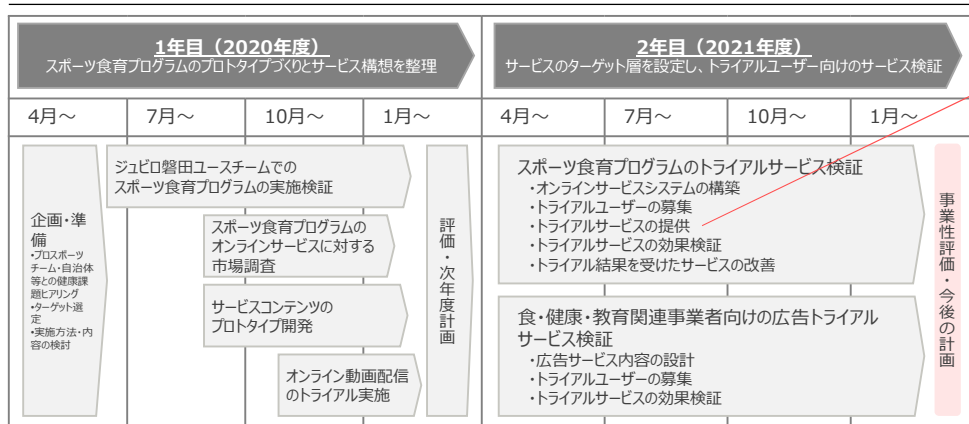 1年目（2020年度）
スポーツ食育プログラムのプロトタイプづくりとサービス構想を整理
2年目（2021年度）
サービスのターゲット層を設定し、トライアルユーザー向けのサービス検証
4月～
7月～
10月～
1月～
4月～
7月～
10月～
1月～
企画・準
備
・プロスポーツ
チーム・自治体
等との健康課
題ヒアリング
・ターゲット選
定
・実施方法・内
容の検討
ジュビロ磐田ユースチームでの
スポーツ食育プログラムの実施検証
スポーツ食育プログラムの
オンラインサービスに対する
市場調査
サービスコンテンツの
プロトタイプ開発
オンライン動画配信
のトライアル実施
評価・次年度計画
スポーツ食育プログラムのトライアルサービス検証
・オンラインサービスシステムの構築
・トライアルユーザーの募集
・トライアルサービスの提供
・トライアルサービスの効果検証
・トライアル結果を受けたサービスの改善
食・健康・教育関連事業者向けの広告トライアル
サービス検証
・広告サービス内容の設計
・トライアルユーザーの募集
・トライアルサービスの効果検証
事業性評価・今後の計画